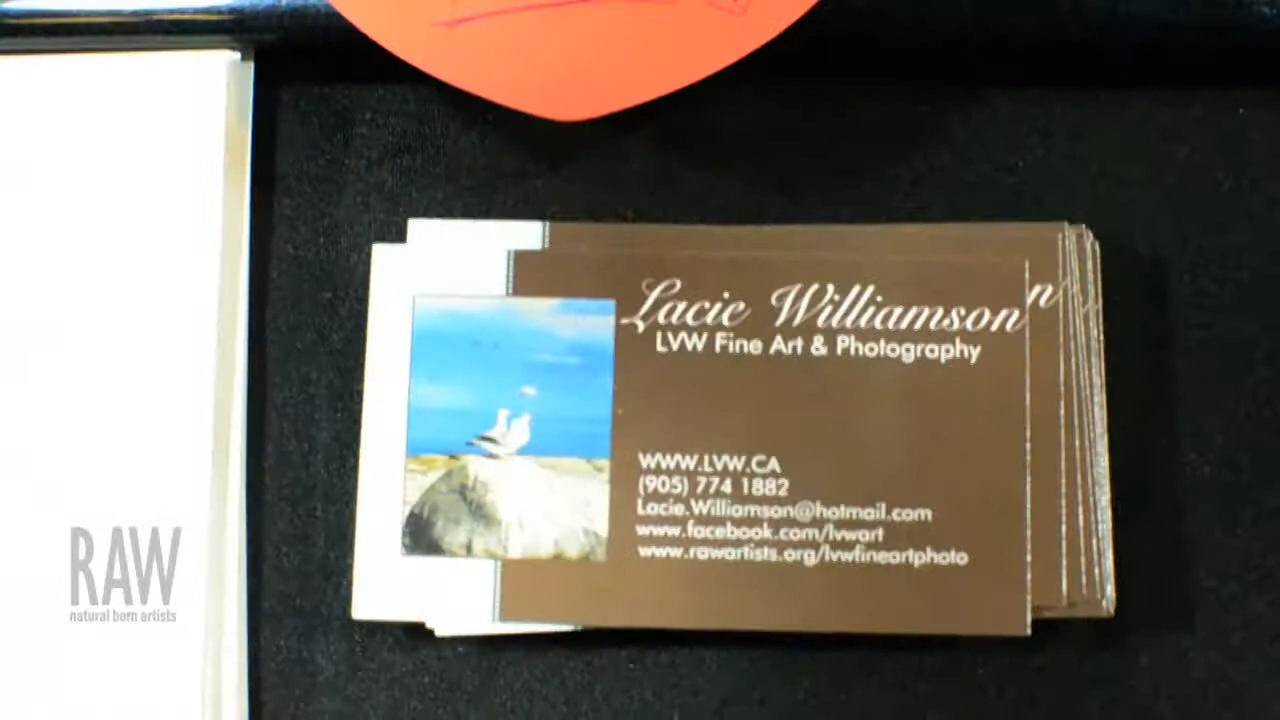 Lacie Williamson
LVW Fine Art & Photography
WWW.LVW.CA
(905) 774 1882
Lacie.Williamson@hotmail.com
www.facebook.com/lvwart
www.rawartists.org/lvwfineartphoto
RAW
natural born artists